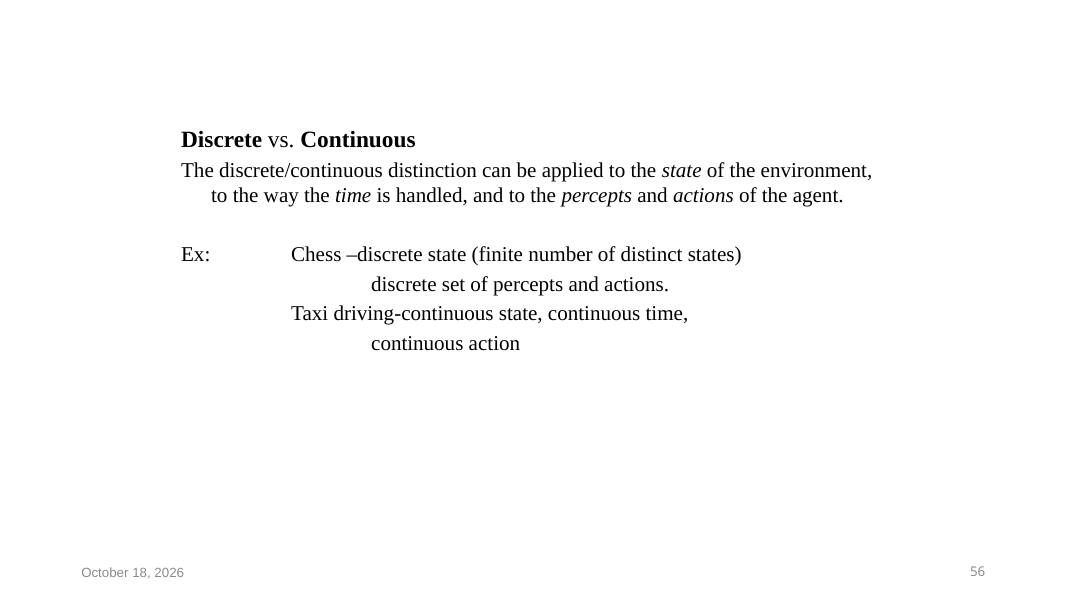 Discrete vs. Continuous
The discrete/continuous distinction can be applied to the state of the environment,
to the way the time is handled, and to the percepts and actions of the agent.
Ex: Chess –discrete state (finite number of distinct states)
discrete set of percepts and actions.
Taxi driving-continuous state, continuous time,
continuous action
October 18, 2026
56